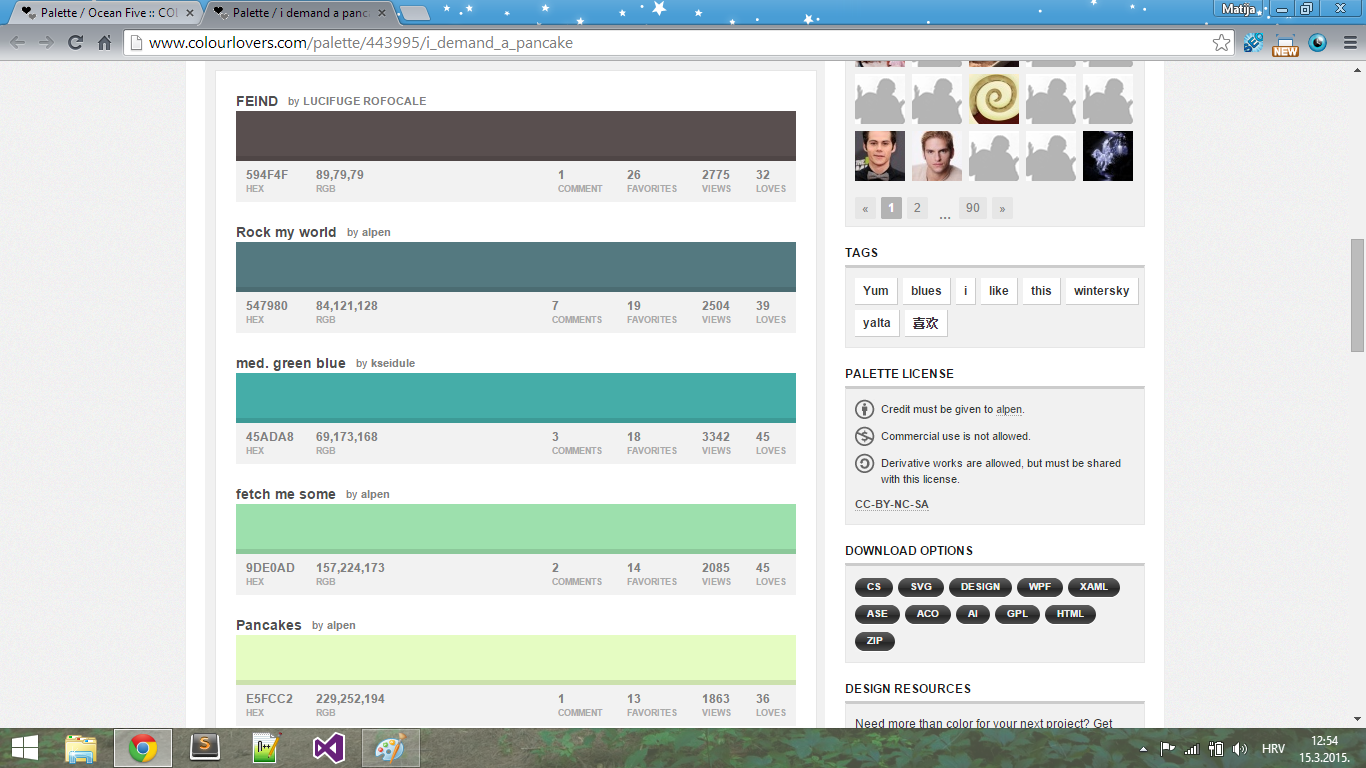 Palette / Ocean Five :: COL
Palette / i demand a panca
Matija
www.colourlovers.com/palette/443995/i_demand_a_pancake
NEW
FEIND by LUCIFUGE ROFOCALE
594F4F 89,79,79 1 26 2775 32
HEX RGB COMMENT FAVORITES VIEWS LOVES
Rock my world by alpen
547980 84,121,128 7 19 2504 39
HEX RGB COMMENTS FAVORITES VIEWS LOVES
med. green blue by kseidule
45ADA8 69,173,168 3 18 3342 45
HEX RGB COMMENTS FAVORITES VIEWS LOVES
fetch me some by alpen
9DE0AD 157,224,173 2 14 2085 45
HEX RGB COMMENTS FAVORITES VIEWS LOVES
Pancakes by alpen
E5FCC2 229,252,194 1 13 1863 36
HEX RGB COMMENT FAVORITES VIEWS LOVES
« 1 2 ... 90 »
TAGS
Yum blues i like this wintersky
yalta 喜欢
PALETTE LICENSE
Credit must be given to alpen.
Commercial use is not allowed.
Derivative works are allowed, but must be shared
with this license.
CC-BY-NC-SA
DOWNLOAD OPTIONS
CS SVG DESIGN WPF XAML
ASE ACO AI GPL HTML
ZIP
DESIGN RESOURCES
Need more than color for your next project? Get
HRV
12:54
15.3.2015.